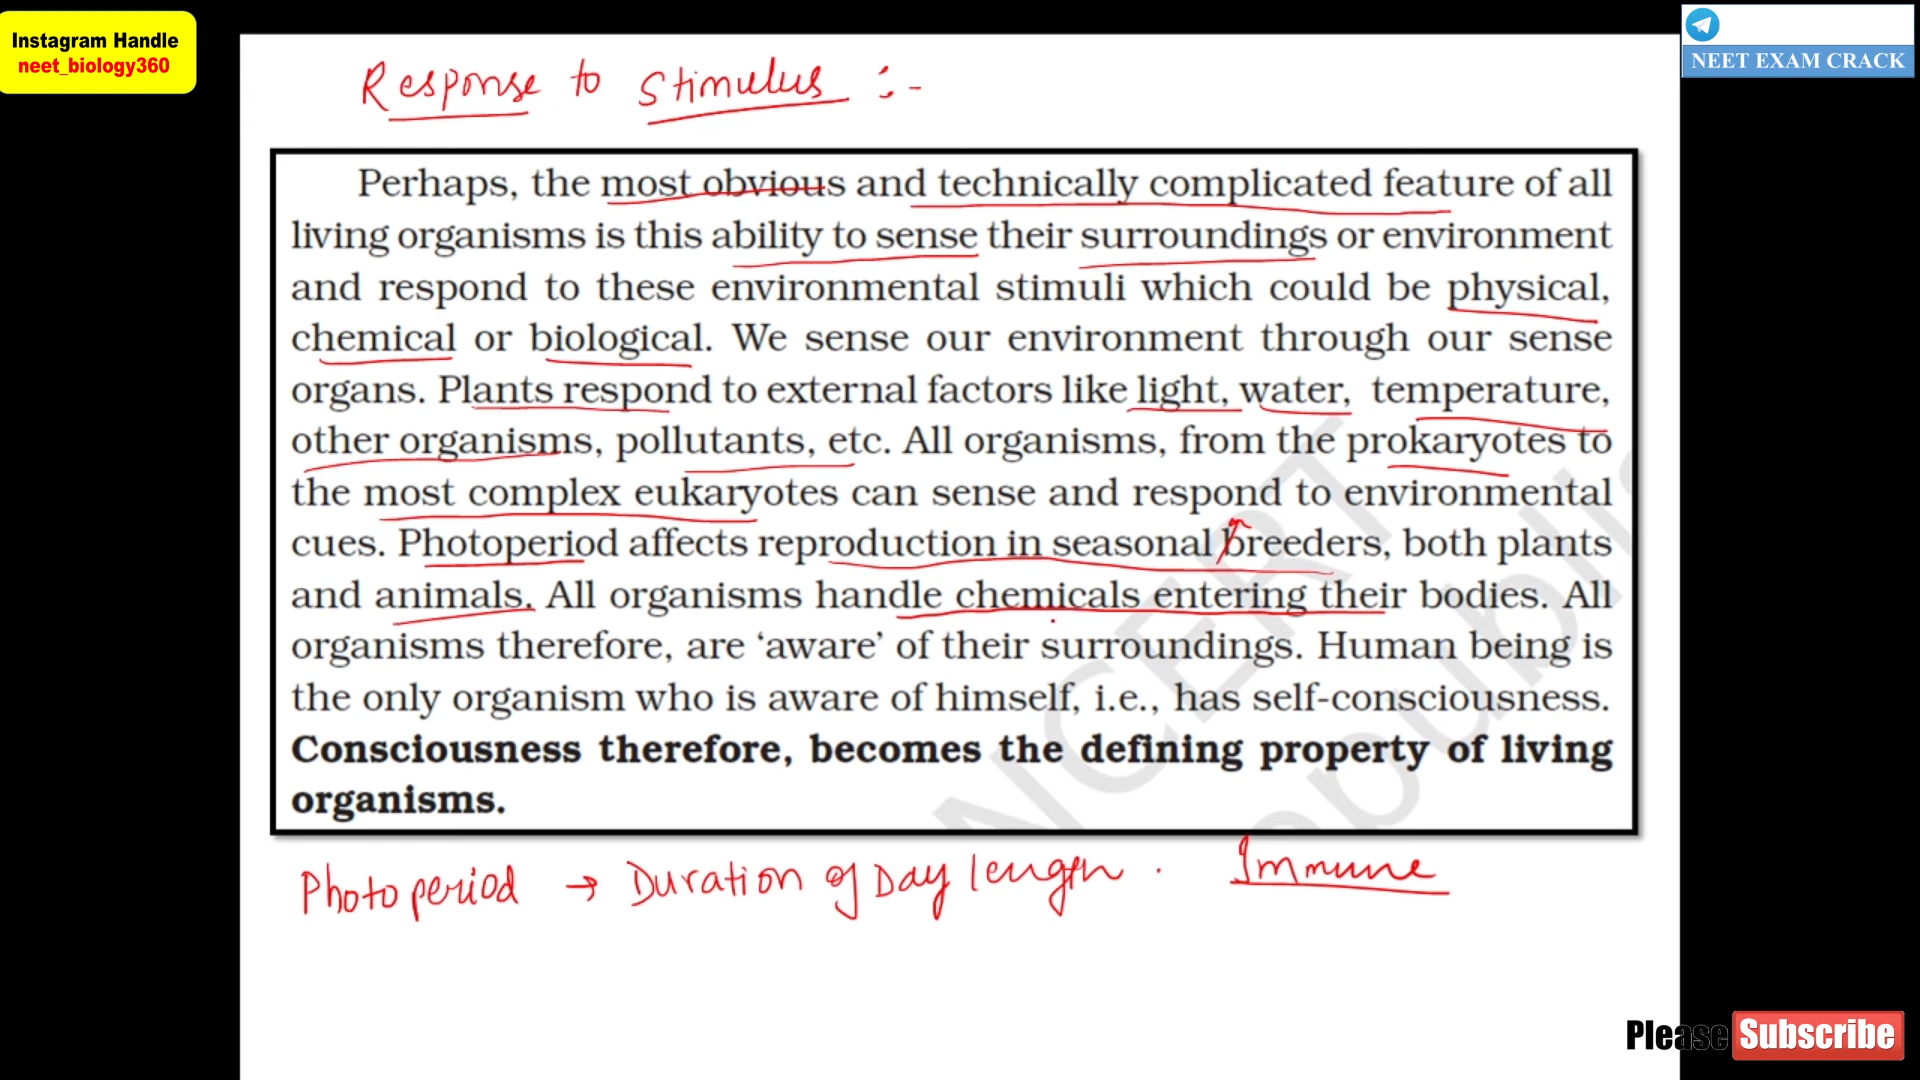 Instagram Handle
neet_biology360
NEET EXAM CRACK
Response to Stimulus :-
Perhaps, the most obvious and technically complicated feature of all
living organisms is this ability to sense their surroundings or environment
and respond to these environmental stimuli which could be physical,
chemical or biological. We sense our environment through our sense
organs. Plants respond to external factors like light, water, temperature,
other organisms, pollutants, etc. All organisms, from the prokaryotes to
the most complex eukaryotes can sense and respond to environmental
cues. Photoperiod affects reproduction in seasonal breeders, both plants
and animals. All organisms handle chemicals entering their bodies. All
organisms therefore, are ‘aware’ of their surroundings. Human being is
the only organism who is aware of himself, i.e., has self-consciousness.
Consciousness therefore, becomes the defining property of living
organisms.
NCERT
Photoperiod → Duration of Day length . Immune
Please Subscribe